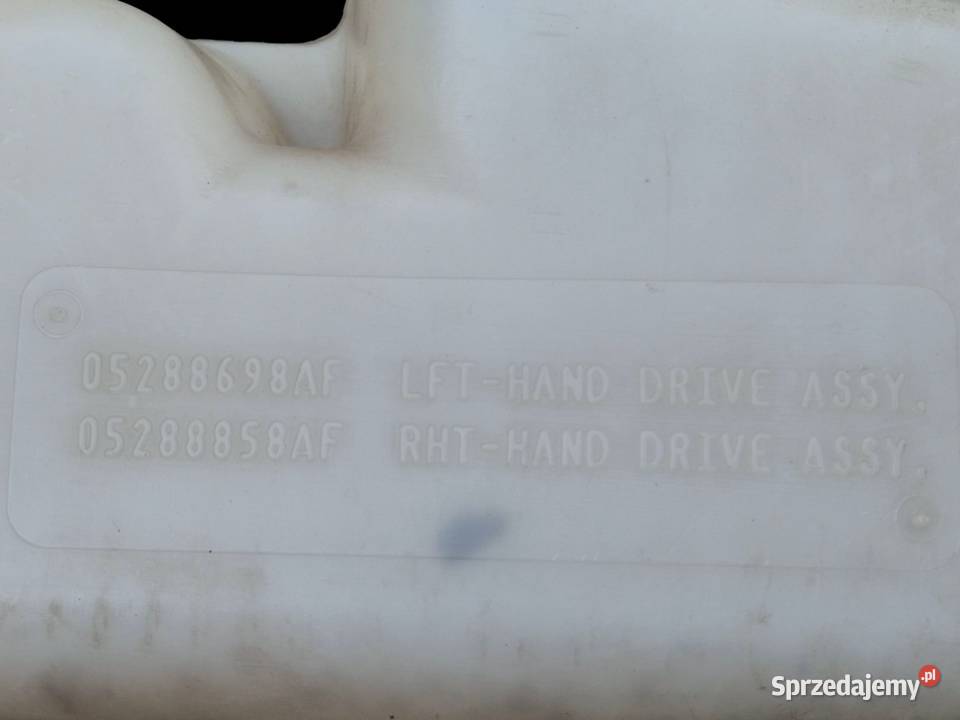 05288698AF LFT-HAND DRIVE ASSY.
05288858AF RHT-HAND DRIVE ASSY.
Sprzedajemy.pl